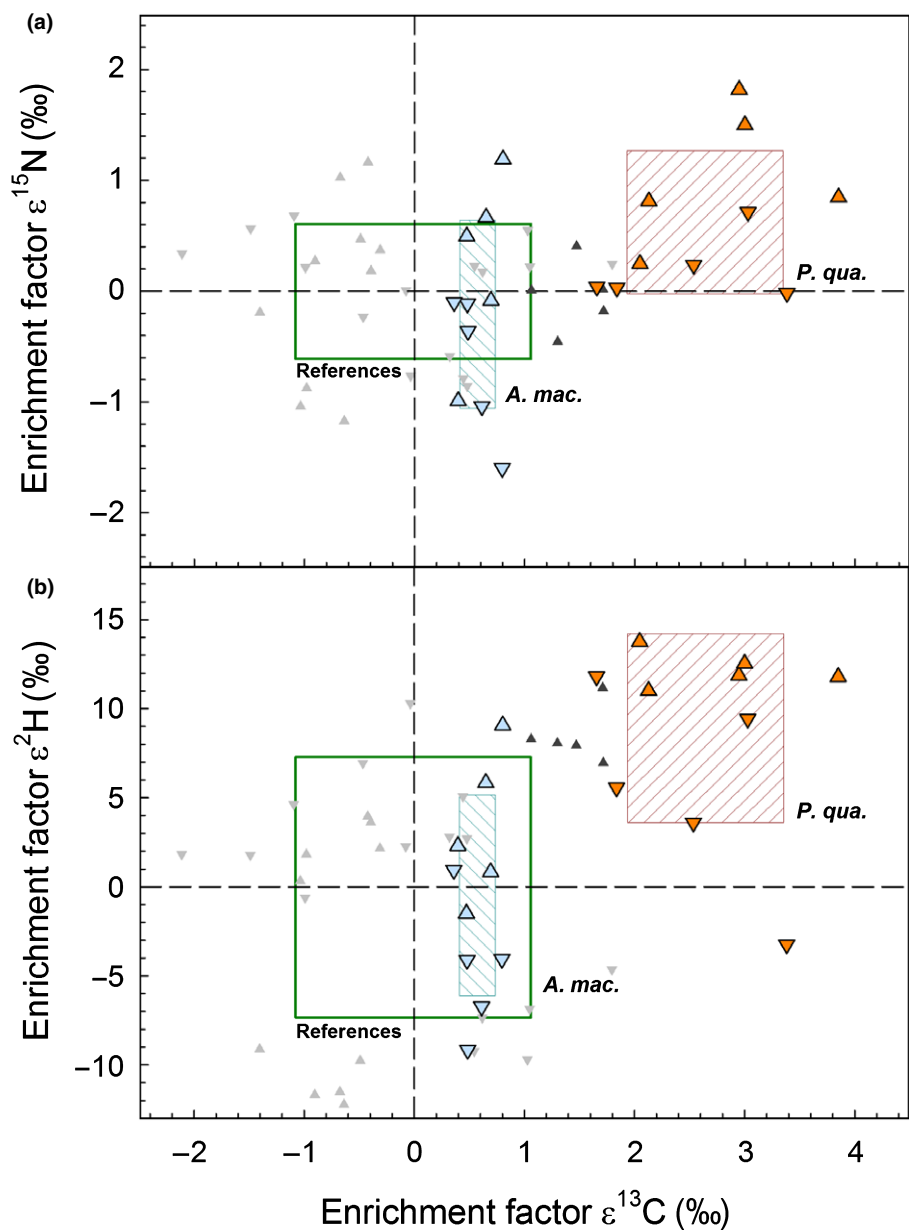 (a)
Enrichment factor ε¹⁵N (‰)
2
1
0
−1
−2
P. qua.
References
A. mac.
(b)
Enrichment factor ε²H (‰)
15
10
5
0
−5
−10
P. qua.
A. mac.
References
−2 −1 0 1 2 3 4
Enrichment factor ε¹³C (‰)